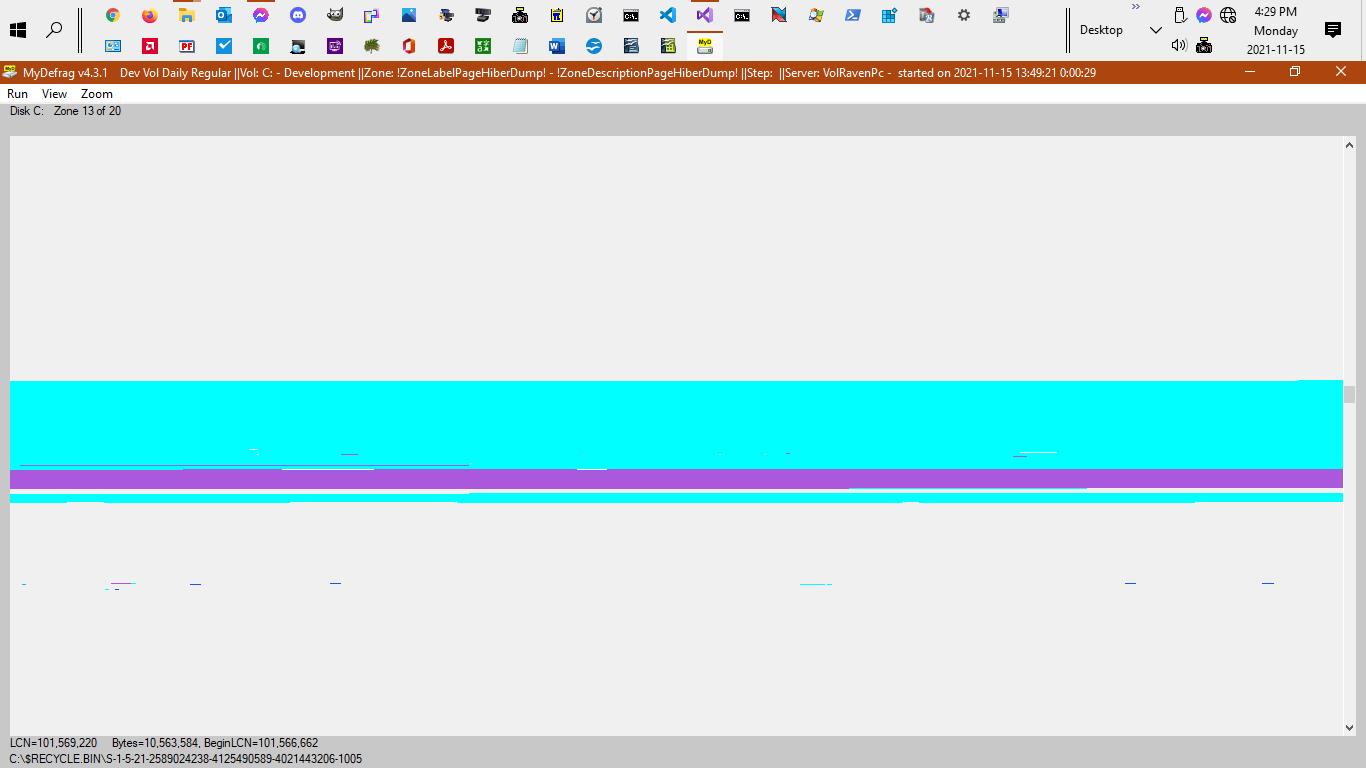 4:29 PM
Desktop
Monday
2021-11-15
MyDefrag v4.3.1 Dev Vol Daily Regular ||Vol: C: - Development ||Zone: !ZoneLabelPageHiberDump! - !ZoneDescriptionPageHiberDump! ||Step: ||Server: VolRavenPc - started on 2021-11-15 13:49:21 0:00:29
Run View Zoom
Disk C: Zone 13 of 20
LCN=101,569,220 Bytes=10,563,584, BeginLCN=101,566,662
C:\$RECYCLE.BIN\S-1-5-21-2589024238-4125490589-4021443206-1005